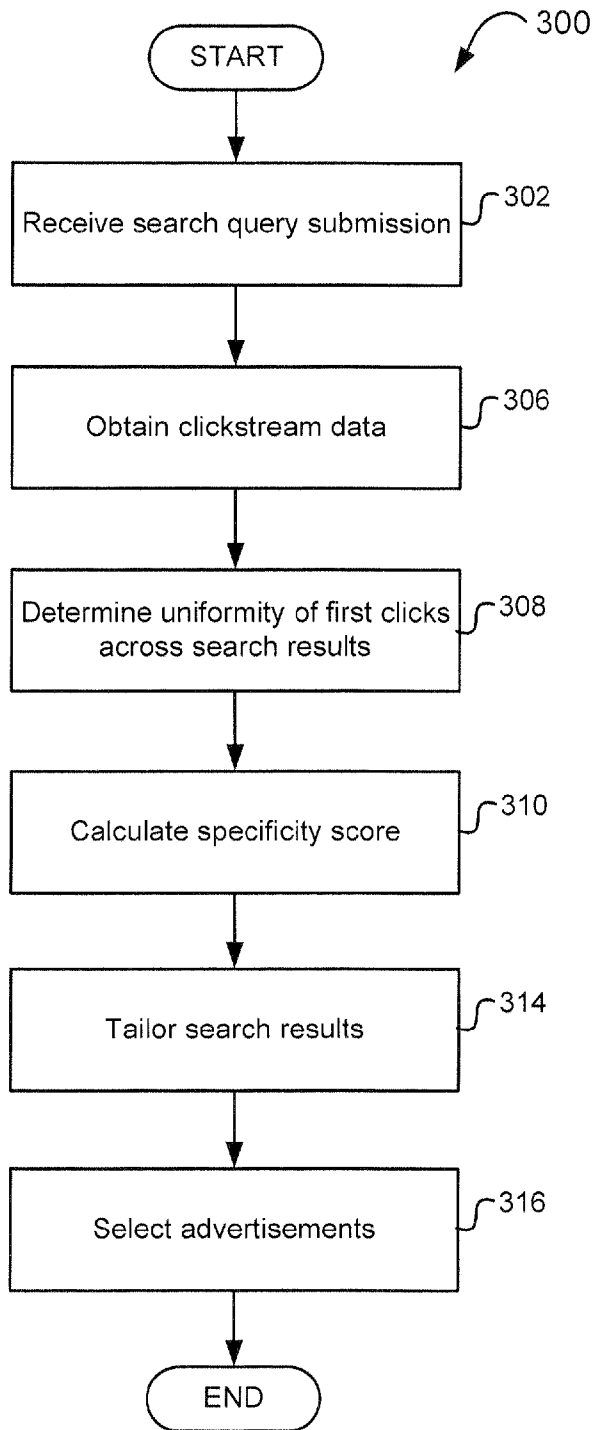 300
START
Receive search query submission
302
Obtain clickstream data
306
Determine uniformity of first clicks
across search results
308
Calculate specificity score
310
Tailor search results
314
Select advertisements
316
END